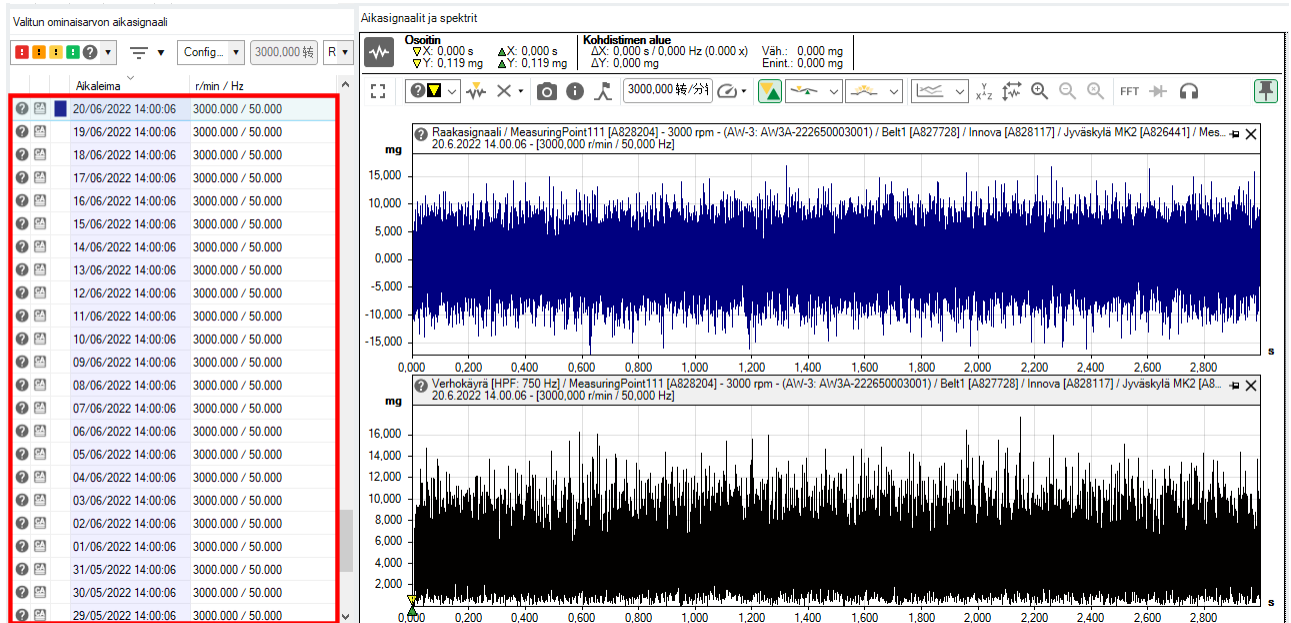 Valitun ominaisarvon aikasignaali
Config...
3000,000 转
R
Aikaleima r/min / Hz
20/06/2022 14:00:06 3000.000 / 50.000
19/06/2022 14:00:06 3000.000 / 50.000
18/06/2022 14:00:06 3000.000 / 50.000
17/06/2022 14:00:06 3000.000 / 50.000
16/06/2022 14:00:06 3000.000 / 50.000
15/06/2022 14:00:06 3000.000 / 50.000
14/06/2022 14:00:06 3000.000 / 50.000
13/06/2022 14:00:06 3000.000 / 50.000
12/06/2022 14:00:06 3000.000 / 50.000
11/06/2022 14:00:06 3000.000 / 50.000
10/06/2022 14:00:06 3000.000 / 50.000
09/06/2022 14:00:06 3000.000 / 50.000
08/06/2022 14:00:06 3000.000 / 50.000
07/06/2022 14:00:06 3000.000 / 50.000
06/06/2022 14:00:06 3000.000 / 50.000
05/06/2022 14:00:06 3000.000 / 50.000
04/06/2022 14:00:06 3000.000 / 50.000
03/06/2022 14:00:06 3000.000 / 50.000
02/06/2022 14:00:06 3000.000 / 50.000
01/06/2022 14:00:06 3000.000 / 50.000
31/05/2022 14:00:06 3000.000 / 50.000
30/05/2022 14:00:06 3000.000 / 50.000
29/05/2022 14:00:06 3000.000 / 50.000
Aikasignaalit ja spektrit
Osoitin
X: 0,000 s X: 0,000 s
Y: 0,119 mg Y: 0,119 mg
Kohdistimen alue
ΔX: 0,000 s / 0,000 Hz (0.000 x) Väh.: 0,000 mg
ΔY: 0,000 mg Enint.: 0,000 mg
3000,000 转/分钟
Y
X Z
FFT
Raakasignaali / MeasuringPoint111 [A828204] - 3000 rpm - (AW-3: AW3A-222650003001) / Belt1 [A827728] / Innova [A828117] / Jyväskylä MK2 [A826441] / Mes...
20.6.2022 14.00.06 - [3000,000 r/min / 50,000 Hz]
mg
15,000
10,000
5,000
0,000
-5,000
-10,000
-15,000
s
0,000 0,200 0,400 0,600 0,800 1,000 1,200 1,400 1,600 1,800 2,000 2,200 2,400 2,600 2,800
Verhokäyrä [HPF: 750 Hz] / MeasuringPoint111 [A828204] - 3000 rpm - (AW-3: AW3A-222650003001) / Belt1 [A827728] / Innova [A828117] / Jyväskylä MK2 [A8...
20.6.2022 14.00.06 - [3000,000 r/min / 50,000 Hz]
mg
16,000
14,000
12,000
10,000
8,000
6,000
4,000
2,000
s
0,000 0,200 0,400 0,600 0,800 1,000 1,200 1,400 1,600 1,800 2,000 2,200 2,400 2,600 2,800